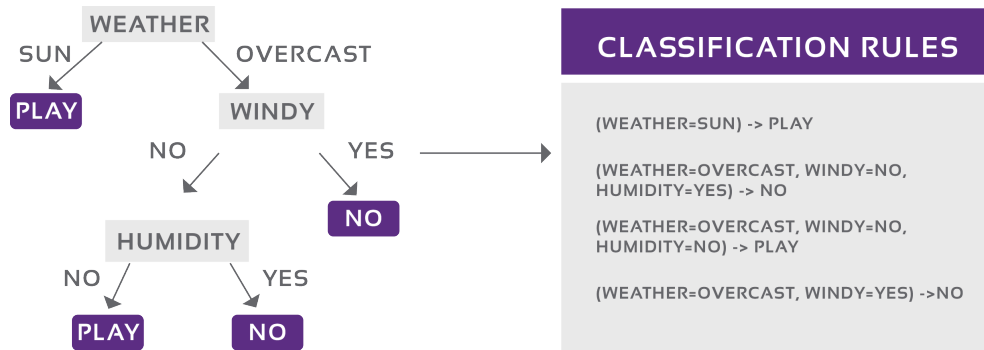 WEATHER
SUN
OVERCAST
PLAY
WINDY
NO
YES
NO
HUMIDITY
NO
YES
PLAY
NO
CLASSIFICATION RULES
(WEATHER=SUN) -> PLAY
(WEATHER=OVERCAST, WINDY=NO,
HUMIDITY=YES) -> NO
(WEATHER=OVERCAST, WINDY=NO,
HUMIDITY=NO) -> PLAY
(WEATHER=OVERCAST, WINDY=YES) ->NO